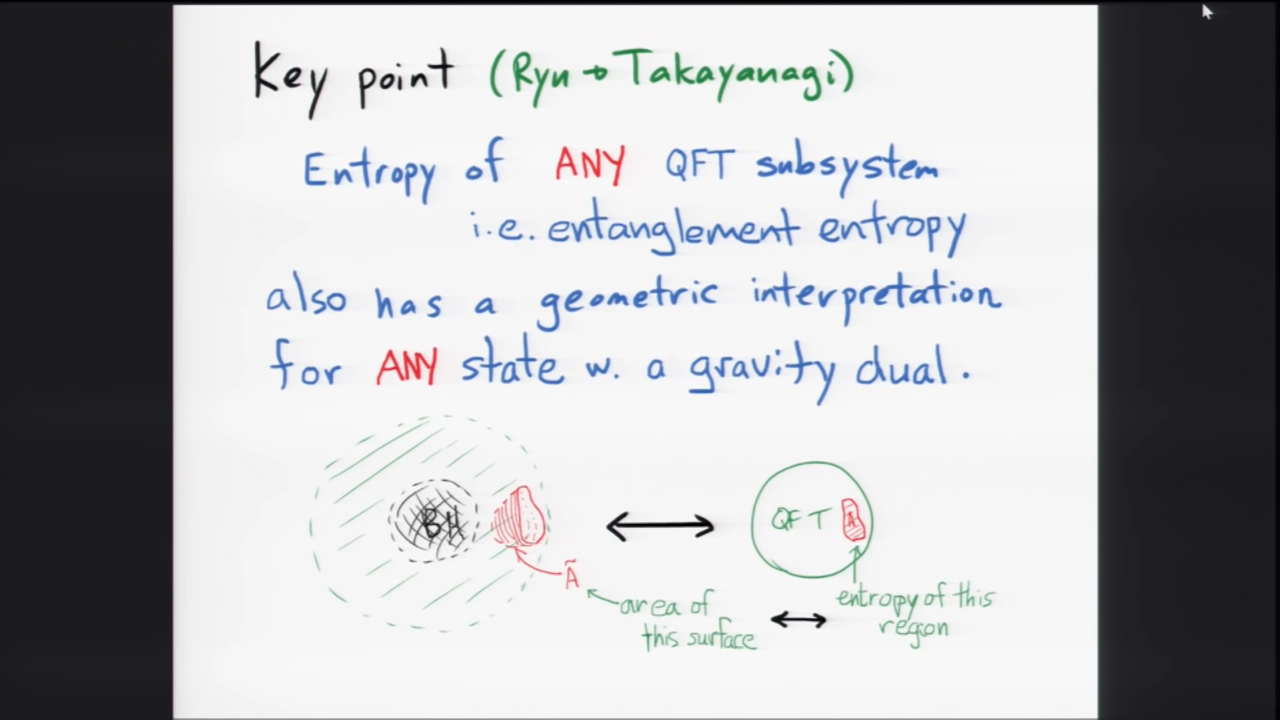 Key point (Ryu → Takayanagi)
Entropy of ANY QFT subsystem
i.e. entanglement entropy
also has a geometric interpretation
for ANY state w. a gravity dual.
BH
QFT
A
Ã
area of
this surface
entropy of this
region